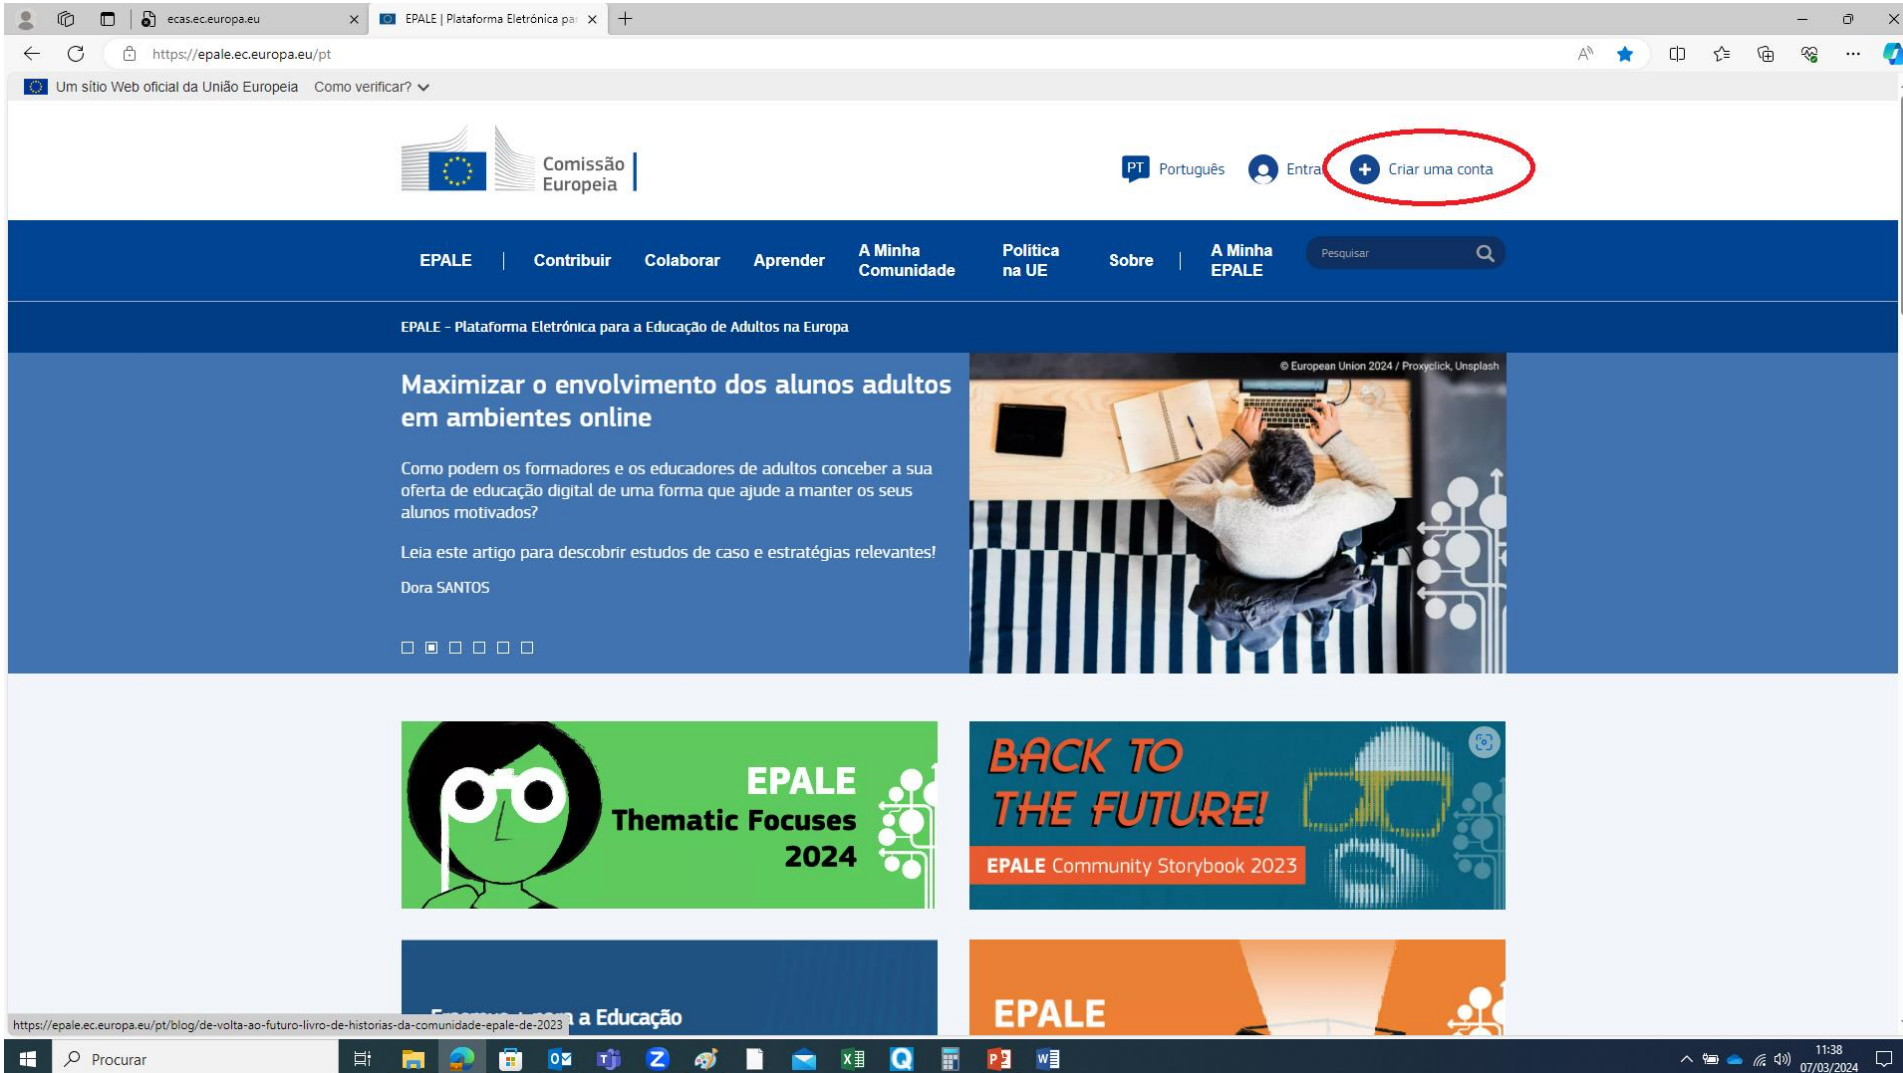 ecas.ec.europa.eu
EPALE | Plataforma Eletrónica pa
https://epale.ec.europa.eu/pt
Um sítio Web oficial da União Europeia Como verificar?
Comissão
Europeia
PT Português Entra Criar uma conta
EPALE | Contribuir Colaborar Aprender A Minha Comunidade Política na UE Sobre | A Minha EPALE Pesquisar
EPALE - Plataforma Eletrónica para a Educação de Adultos na Europa
© European Union 2024 / Proxyclick, Unsplash
Maximizar o envolvimento dos alunos adultos
em ambientes online
Como podem os formadores e os educadores de adultos conceber a sua
oferta de educação digital de uma forma que ajude a manter os seus
alunos motivados?
Leia este artigo para descobrir estudos de caso e estratégias relevantes!
Dora SANTOS
EPALE
Thematic Focuses
2024
BACK TO
THE FUTURE!
EPALE Community Storybook 2023
a Educação
EPALE
https://epale.ec.europa.eu/pt/blog/de-volta-ao-futuro-livro-de-historias-da-comunidade-epale-de-2023
Procurar
11:38
07/03/2024